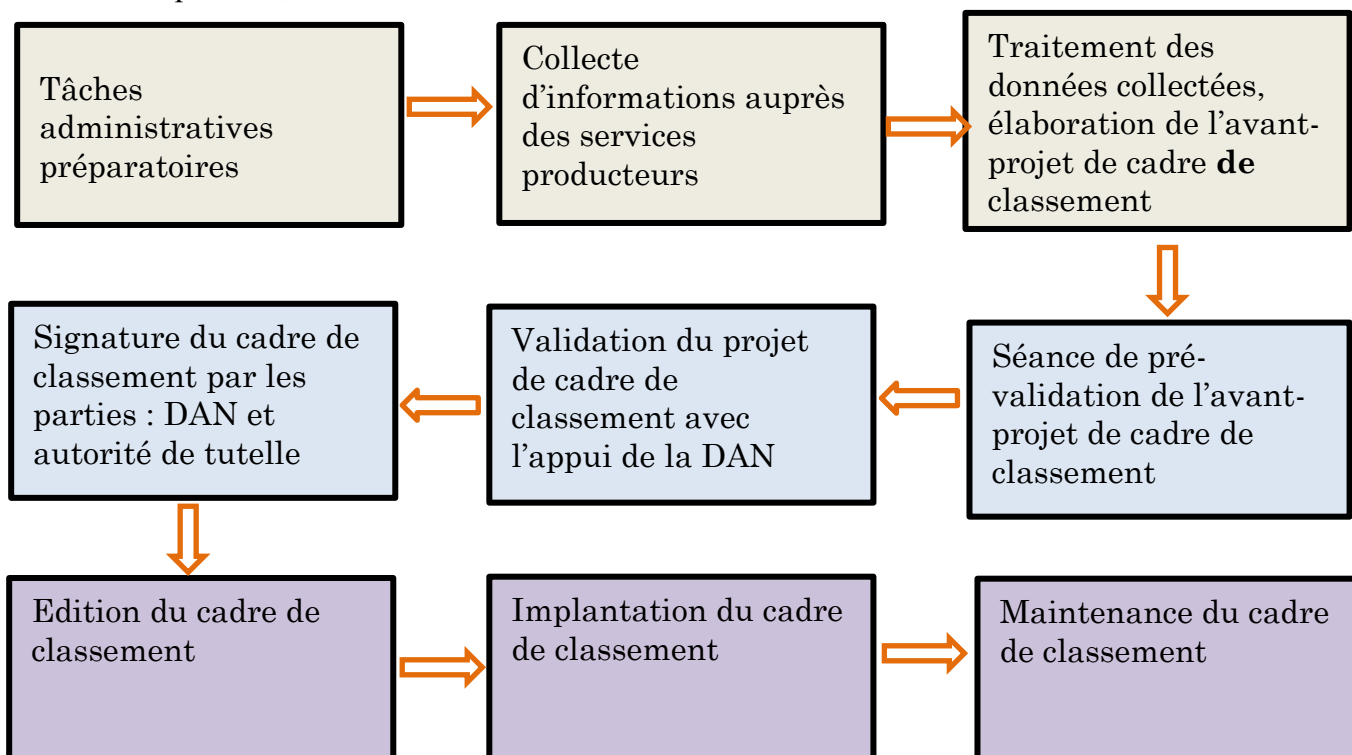 Tâches
administratives
préparatoires
Collecte
d’informations auprès
des services
producteurs
Traitement des
données collectées,
élaboration de l’avant-
projet de cadre de
classement
Séance de pré-
validation de l’avant-
projet de cadre de
classement
Validation du projet
de cadre de
classement avec
l’appui de la DAN
Signature du cadre de
classement par les
parties : DAN et
autorité de tutelle
Edition du cadre de
classement
Implantation du cadre
de classement
Maintenance du cadre
de classement